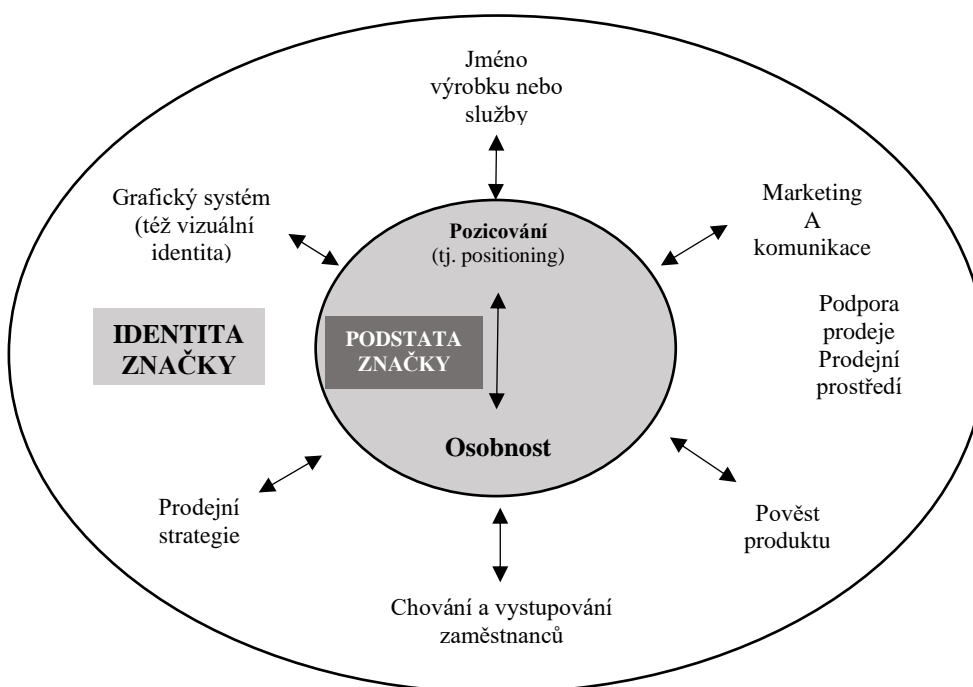 Jméno
výrobku nebo
služby
Grafický systém
(též vizuální
identita)
Marketing
A
komunikace
Pozicování
(tj. positioning)
IDENTITA
ZNAČKY
PODSTATA
ZNAČKY
Podpora
prodeje
Prodejní
prostředí
Osobnost
Prodejní
strategie
Pověst
produktu
Chování a vystupování
zaměstnanců